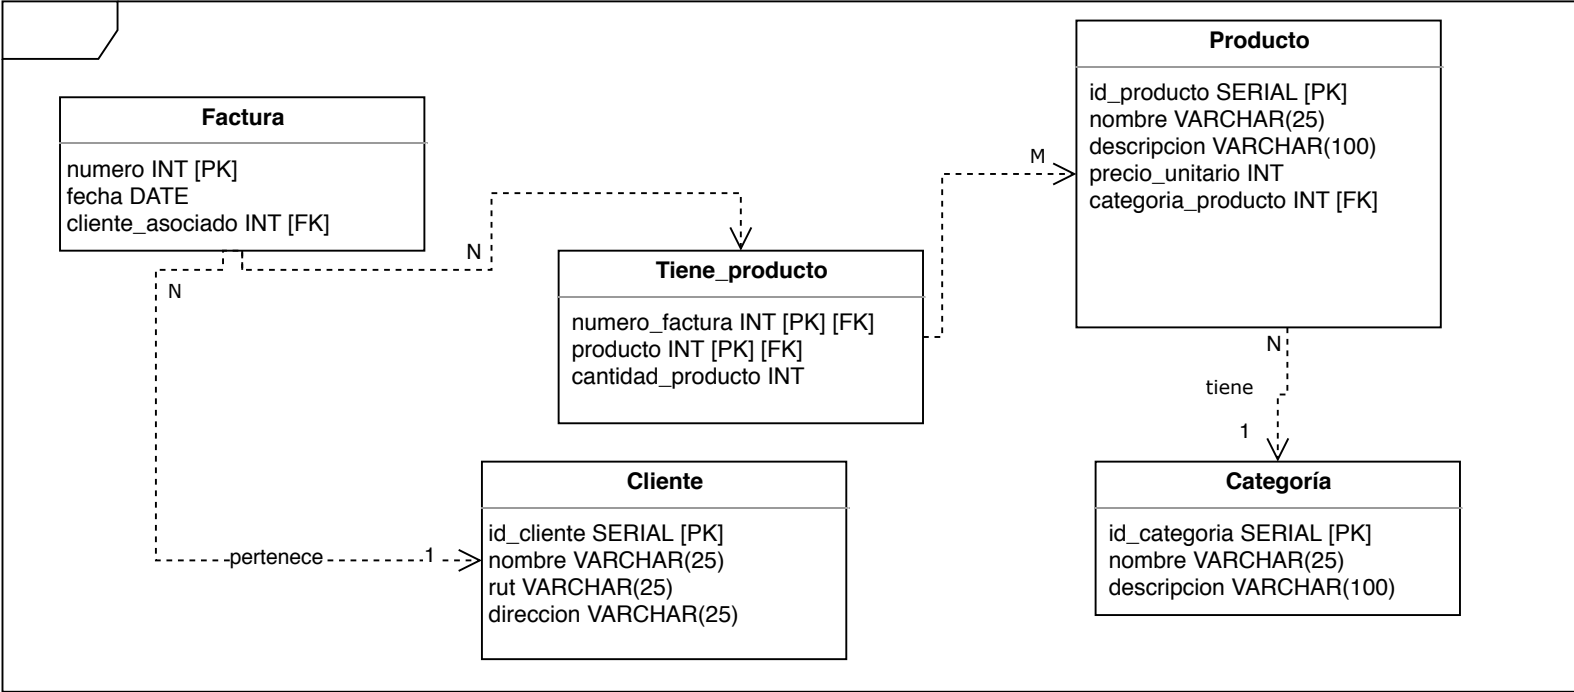 Factura
numero INT [PK]
fecha DATE
cliente_asociado INT [FK]
N
N
Tiene_producto
numero_factura INT [PK] [FK]
producto INT [PK] [FK]
cantidad_producto INT
M
Producto
id_producto SERIAL [PK]
nombre VARCHAR(25)
descripcion VARCHAR(100)
precio_unitario INT
categoria_producto INT [FK]
N
tiene
1
pertenece
1
Cliente
id_cliente SERIAL [PK]
nombre VARCHAR(25)
rut VARCHAR(25)
direccion VARCHAR(25)
Categoría
id_categoria SERIAL [PK]
nombre VARCHAR(25)
descripcion VARCHAR(100)